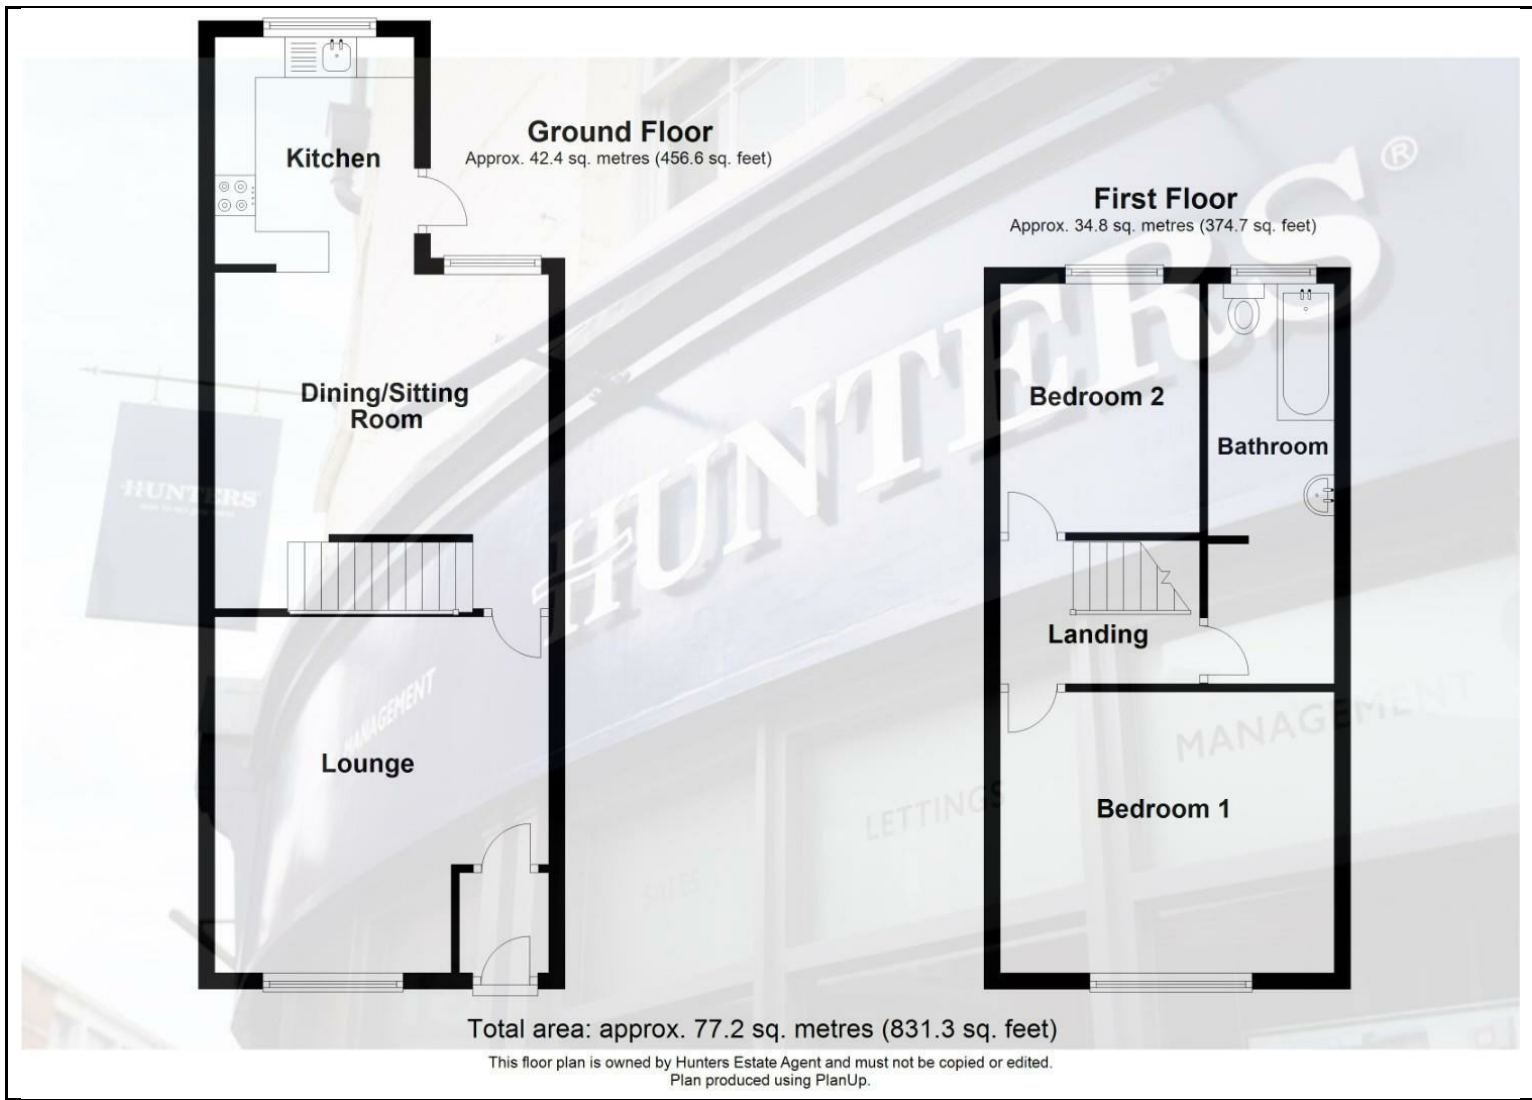 Ground Floor
Approx. 42.4 sq. metres (456.6 sq. feet)
Kitchen
Dining/Sitting
Room
Lounge
First Floor
Approx. 34.8 sq. metres (374.7 sq. feet)
Bedroom 2
Bathroom
Landing
Bedroom 1
HUNTERS®
HUNTERS
MANAGEMENT
LETTINGS
MANAGEMENT
SALES
Total area: approx. 77.2 sq. metres (831.3 sq. feet)
This floor plan is owned by Hunters Estate Agent and must not be copied or edited.
Plan produced using PlanUp.